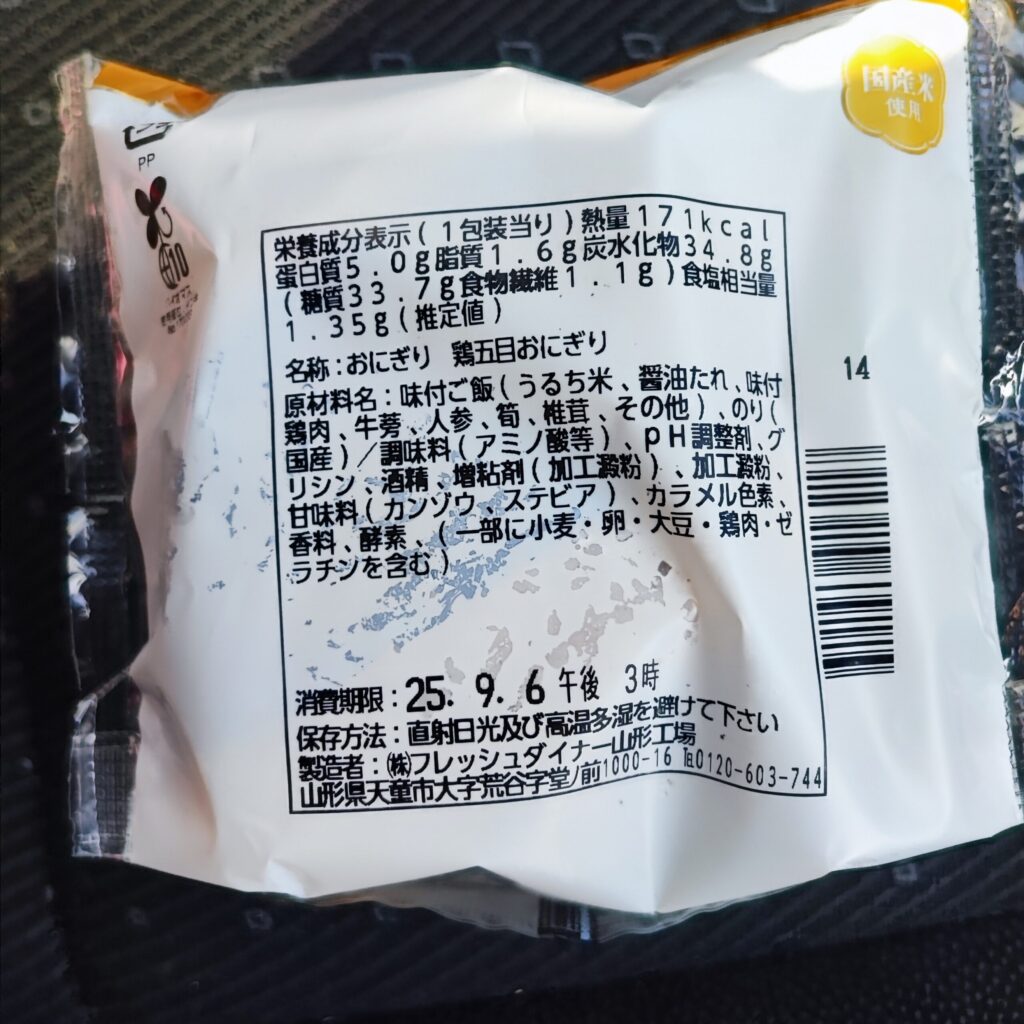 国産米
使用
PP
栄養成分表示(1包装当り)熱量171kcal
蛋白質5.0g脂質1.6g炭水化物34.8g
(糖質33.7g食物繊維1.1g)食塩相当量
1.35g(推定値)
名称:おにぎり 鶏五目おにぎり
原材料名:味付ご飯(うるち米、醤油たれ、味付
鶏肉、牛蒡、人参、筍、椎茸、その他)、のり(
国産)/調味料(アミノ酸等)、pH調整剤、グ
リシン、酒精、増粘剤(加工澱粉)、加工澱粉、
甘味料(カンゾウ、ステビア)、カラメル色素、
香料、酵素、(一部に小麦・卵・大豆・鶏肉・ゼ
ラチンを含む)
14
消費期限:25. 9. 6 午後 3時
保存方法:直射日光及び高温多湿を避けて下さい
製造者:㈱フレッシュダイナー山形工場
山形県天童市大字荒谷字堂ノ前1000-16 ℡0120-603-744